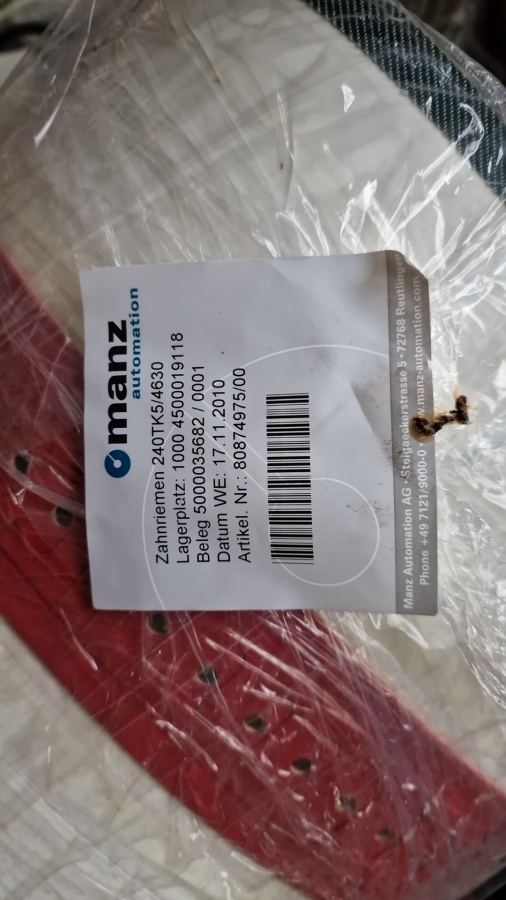 manz
automation
Zahnriemen 240TK5/4630
Lagerplatz: 1000 4500019118
Beleg 5000035682 / 0001
Datum WE: 17.11.2010
Artikel. Nr.: 80874975/00
Manz Automation AG • Steigaeckerstrasse 5 • 72768 Reutlingen
Phone +49 7121/9000-0 www.manz-automation.com